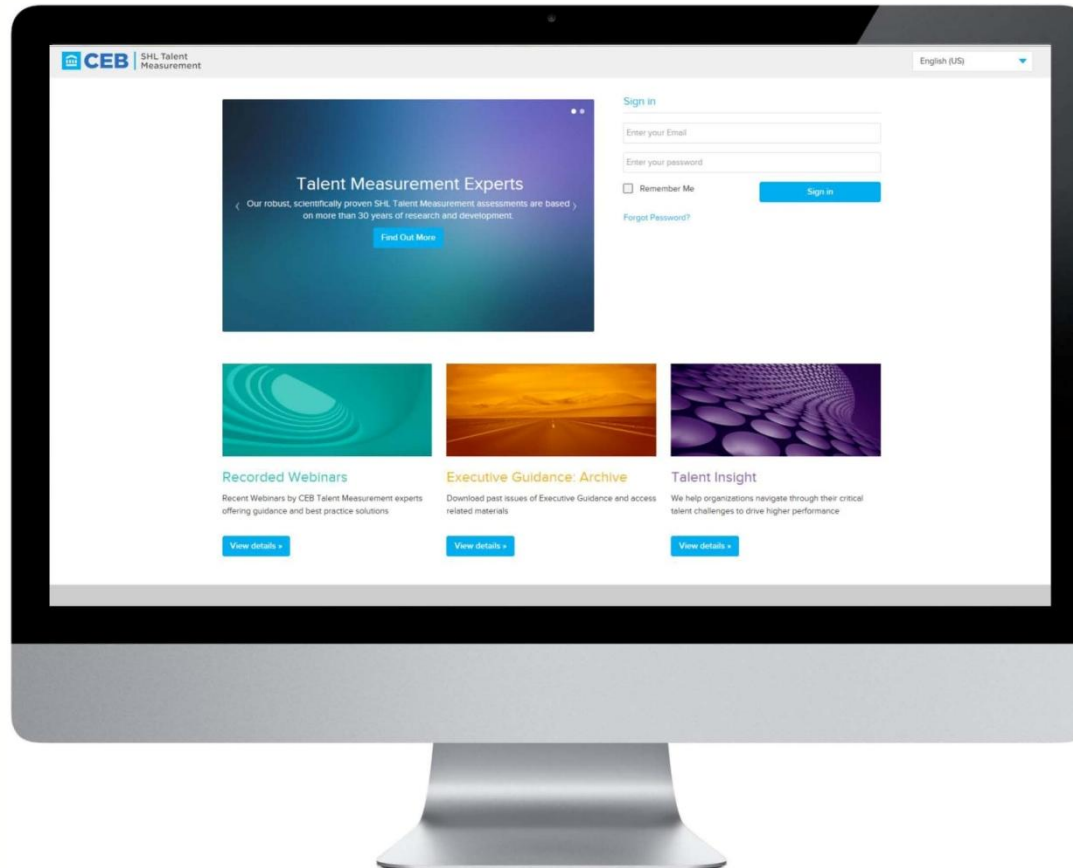 CEB
SHL Talent
Measurement
English (US)
Talent Measurement Experts
Our robust, scientifically proven SHL Talent Measurement assessments are based
on more than 30 years of research and development.
Find Out More
Sign in
Enter your Email
Enter your password
Remember Me
Sign in
Forgot Password?
Recorded Webinars
Recent Webinars by CEB Talent Measurement experts
offering guidance and best practice solutions
View details »
Executive Guidance: Archive
Download past issues of Executive Guidance and access
related materials
View details »
Talent Insight
We help organizations navigate through their critical
talent challenges to drive higher performance
View details »